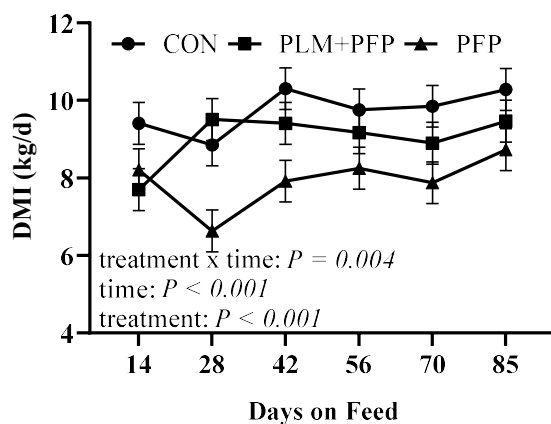 12
CON PLM+PFP PFP
10
8
6
4
DMI (kg/d)
treatment x time: P = 0.004
time: P < 0.001
treatment: P < 0.001
14 28 42 56 70 85
Days on Feed